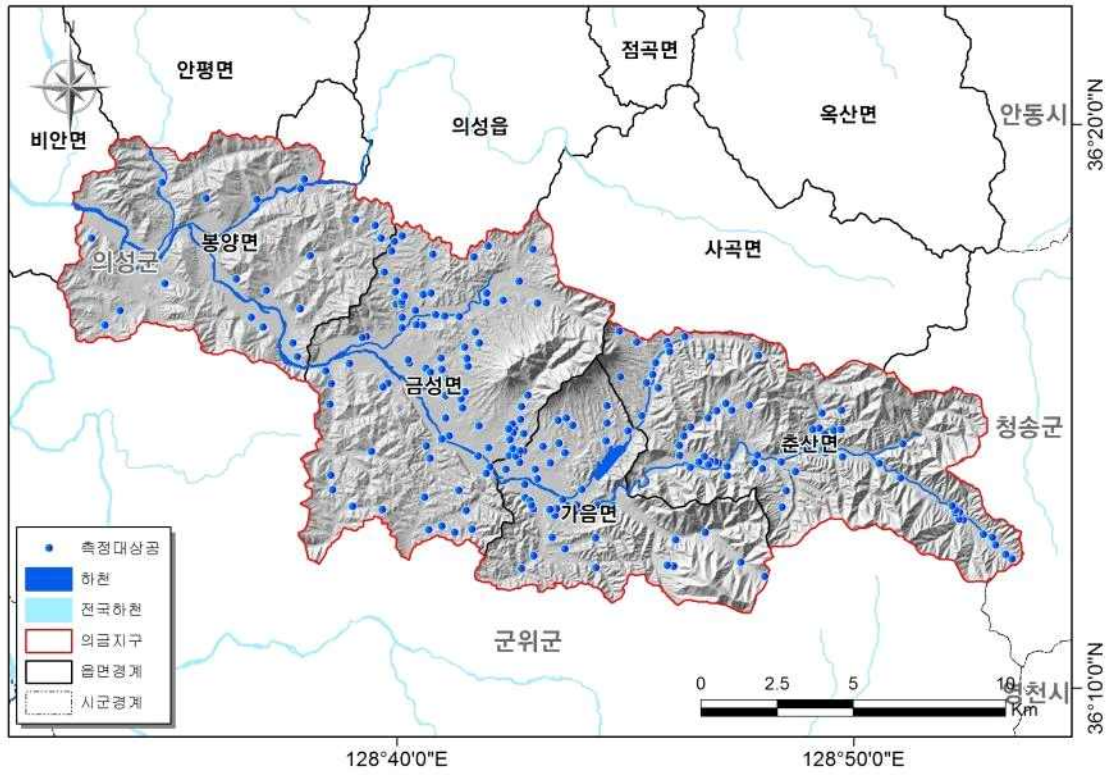 N
안평면
점곡면
비안면
의성읍
옥산면
안동시
36°20'0"N
봉양면
의성군
사곡면
금성면
춘산면
청송군
가음면
측정대상공
하천
전국하천
의금지구
읍면경계
시군경계
군위군
0 2.5 5 10
Km
영천시
36°10'0"N
128°40'0"E
128°50'0"E